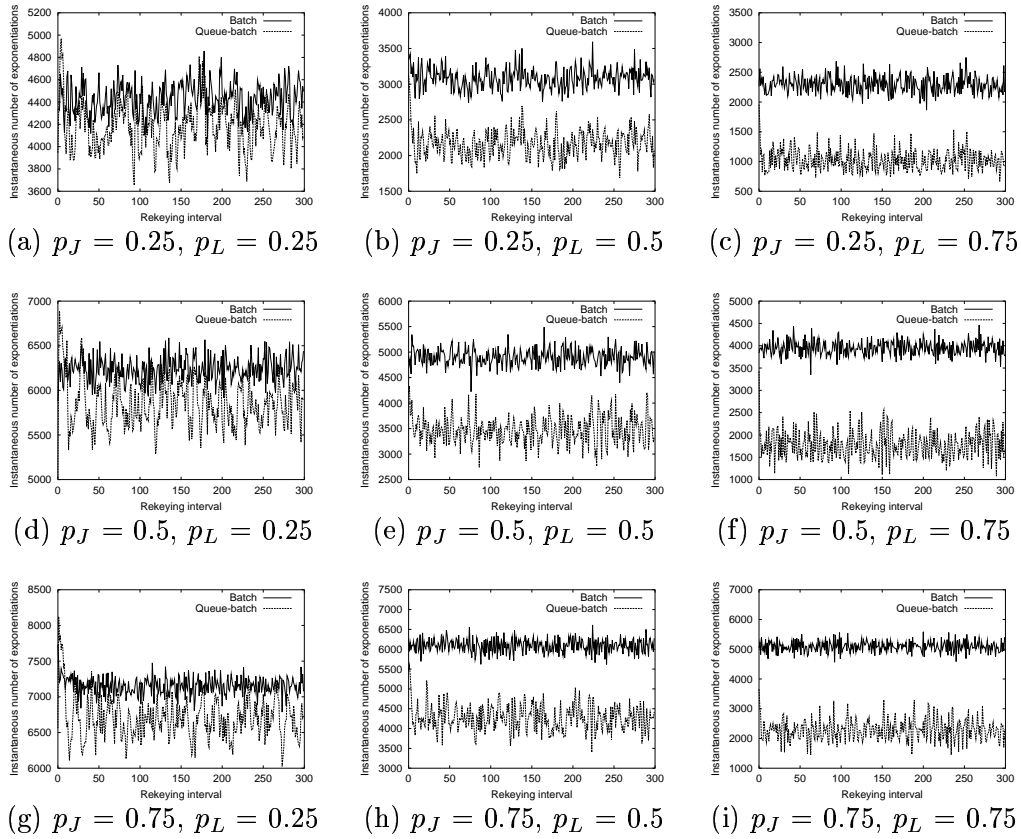 Instantaneous number of exponentiations
5200
5000
4800
4600
4400
4200
4000
3800
3600
0 50 100 150 200 250 300
Rekeying interval
Batch
Queue-batch
(a) p_J = 0.25, p_L = 0.25
Instantaneous number of exponentiations
4000
3500
3000
2500
2000
1500
0 50 100 150 200 250 300
Rekeying interval
Batch
Queue-batch
(b) p_J = 0.25, p_L = 0.5
Instantaneous number of exponentiations
3500
3000
2500
2000
1500
1000
500
0 50 100 150 200 250 300
Rekeying interval
Batch
Queue-batch
(c) p_J = 0.25, p_L = 0.75
Instantaneous number of exponentiations
7000
6500
6000
5500
5000
0 50 100 150 200 250 300
Rekeying interval
Batch
Queue-batch
(d) p_J = 0.5, p_L = 0.25
Instantaneous number of exponentiations
6000
5500
5000
4500
4000
3500
3000
2500
0 50 100 150 200 250 300
Rekeying interval
Batch
Queue-batch
(e) p_J = 0.5, p_L = 0.5
Instantaneous number of exponentiations
5000
4500
4000
3500
3000
2500
2000
1500
1000
0 50 100 150 200 250 300
Rekeying interval
Batch
Queue-batch
(f) p_J = 0.5, p_L = 0.75
Instantaneous number of exponentiations
8500
8000
7500
7000
6500
6000
0 50 100 150 200 250 300
Rekeying interval
Batch
Queue-batch
(g) p_J = 0.75, p_L = 0.25
Instantaneous number of exponentiations
7500
7000
6500
6000
5500
5000
4500
4000
3500
3000
0 50 100 150 200 250 300
Rekeying interval
Batch
Queue-batch
(h) p_J = 0.75, p_L = 0.5
Instantaneous number of exponentiations
7000
6000
5000
4000
3000
2000
1000
0 50 100 150 200 250 300
Rekeying interval
Batch
Queue-batch
(i) p_J = 0.75, p_L = 0.75